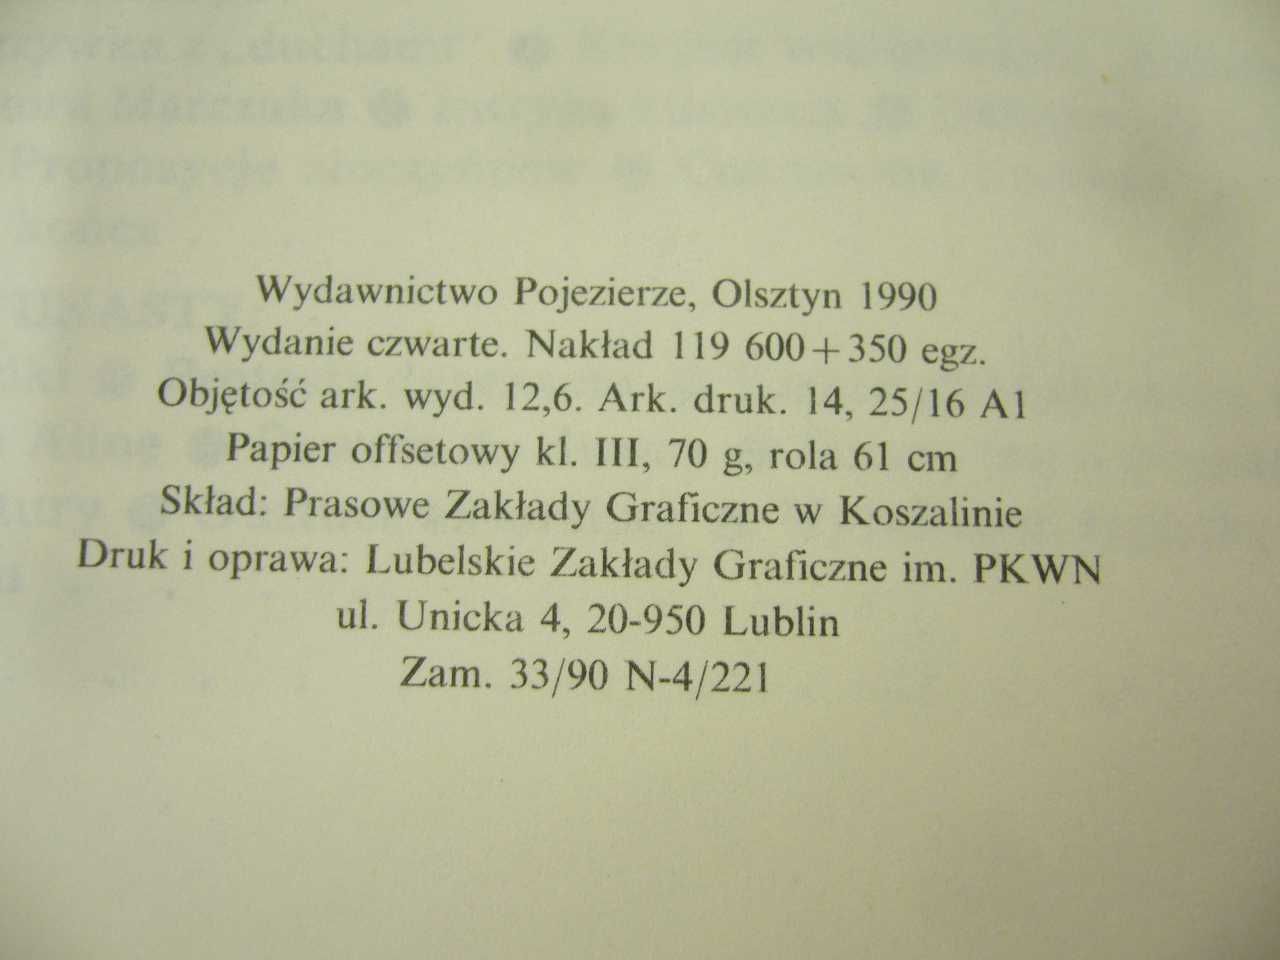 Propozycje
końca
Wydawnictwo Pojezierze, Olsztyn 1990
Wydanie czwarte. Nakład 119 600+350 egz.
Objętość ark. wyd. 12,6. Ark. druk. 14, 25/16 A1
Papier offsetowy kl. III, 70 g, rola 61 cm
Skład: Prasowe Zakłady Graficzne w Koszalinie
Druk i oprawa: Lubelskie Zakłady Graficzne im. PKWN
ul. Unicka 4, 20-950 Lublin
Zam. 33/90 N-4/221